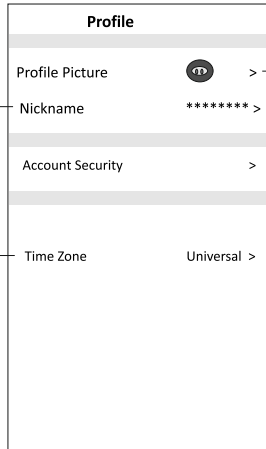 Profile
Profile Picture >
Nickname ******** >
Account Security >
Time Zone Universal >